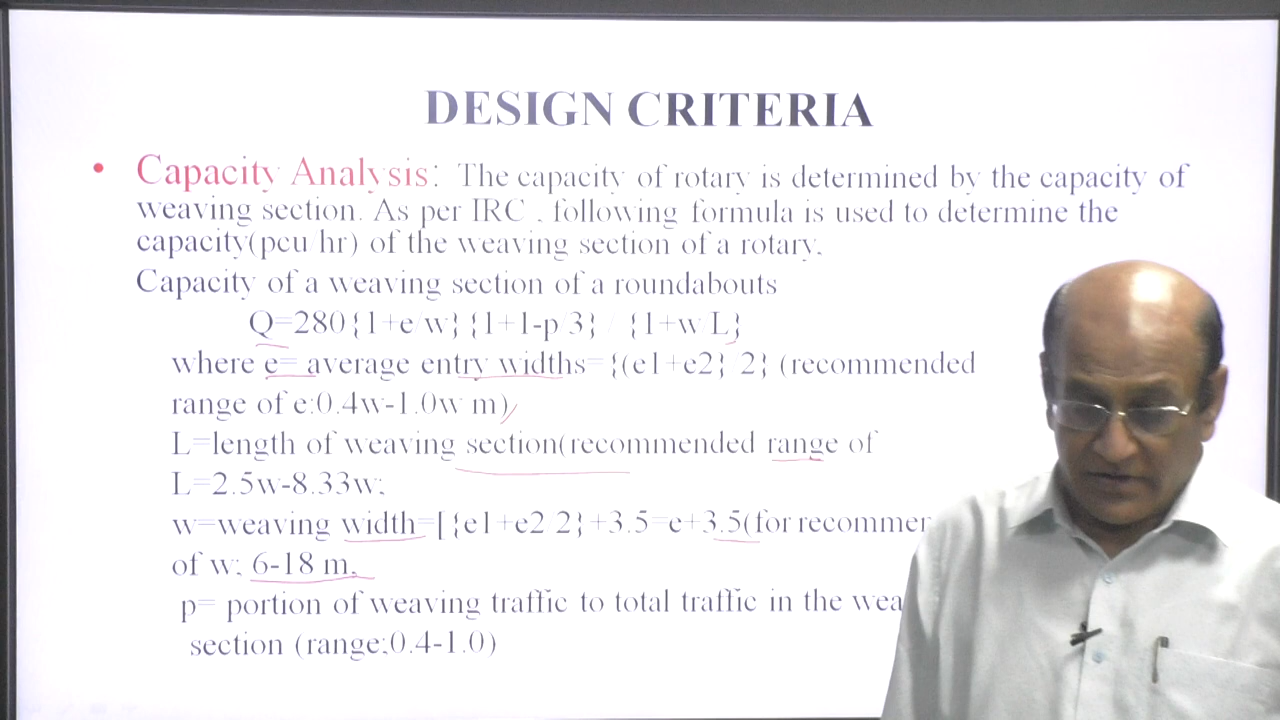 DESIGN CRITERIA
• Capacity Analysis: The capacity of rotary is determined by the capacity of
weaving section. As per IRC , following formula is used to determine the
capacity(pcu/hr) of the weaving section of a rotary.
Capacity of a weaving section of a roundabouts
Q=280{1+e/w}{1+1-p/3} / {1+w/L}
where e= average entry widths={(e1+e2}/2} (recommended
range of e:0.4w-1.0w m)
L=length of weaving section(recommended range of
L=2.5w-8.33w;
w=weaving width=[{e1+e2/2}+3.5=e+3.5(for
of w; 6-18 m,
p= portion of weaving traffic to total traffic in the
section (range:0.4-1.0)